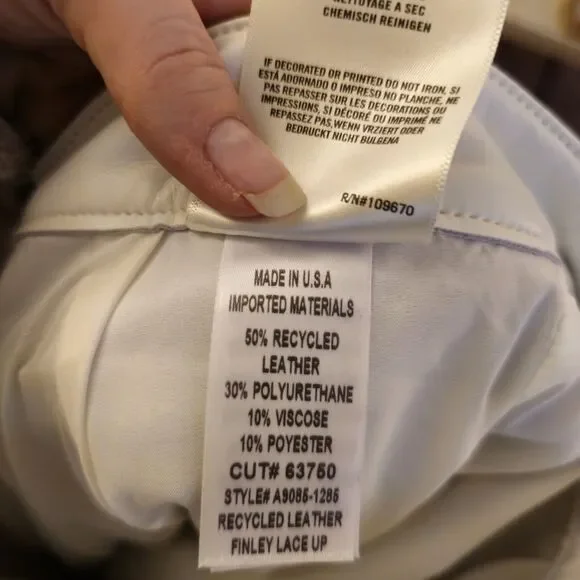 NETTOYAGE A SEC
CHEMISCH REINIGEN
IF DECORATED OR PRINTED DO NOT IRON, SI
ESTÁ ADORNADO O IMPRESO NO PLANCHE, NE
PAS REPASSER SUR LES DECORATIONS OU
IMPRESSIONS, SI DÉCORÉ OU IMPRIMÉ NE
REPASSEZ PAS, WENN VRZIERT ODER
BEDRUCKT NICHT BULGENA
R/N#109670
MADE IN U.S.A
IMPORTED MATERIALS
50% RECYCLED
LEATHER
30% POLYURETHANE
10% VISCOSE
10% POYESTER
CUT# 63750
STYLE# A9085-1285
RECYCLED LEATHER
FINLEY LACE UP